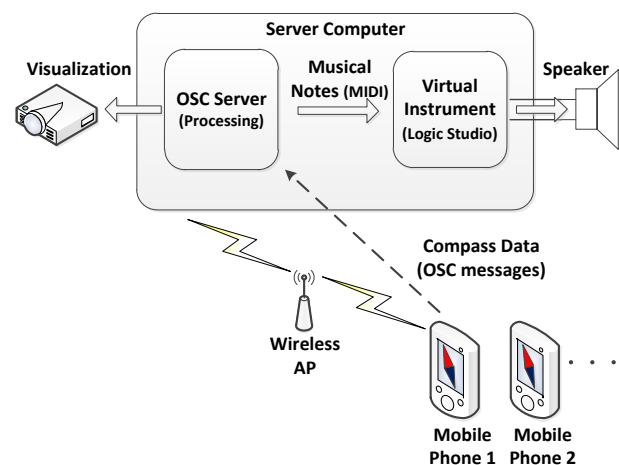 Server Computer
Visualization
OSC Server
(Processing)
Musical
Notes (MIDI)
Virtual
Instrument
(Logic Studio)
Speaker
Compass Data
(OSC messages)
Wireless
AP
Mobile
Phone 1
Mobile
Phone 2
. . .